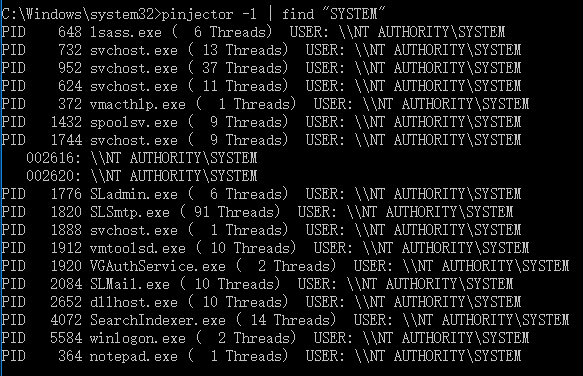 C:\Windows\system32>pinjector -l | find "SYSTEM"
PID 648 lsass.exe ( 6 Threads) USER: \\NT AUTHORITY\SYSTEM
PID 732 svchost.exe ( 13 Threads) USER: \\NT AUTHORITY\SYSTEM
PID 952 svchost.exe ( 37 Threads) USER: \\NT AUTHORITY\SYSTEM
PID 624 svchost.exe ( 11 Threads) USER: \\NT AUTHORITY\SYSTEM
PID 372 vmacthlp.exe ( 1 Threads) USER: \\NT AUTHORITY\SYSTEM
PID 1432 spoolsv.exe ( 9 Threads) USER: \\NT AUTHORITY\SYSTEM
PID 1744 svchost.exe ( 9 Threads) USER: \\NT AUTHORITY\SYSTEM
002616: \\NT AUTHORITY\SYSTEM
002620: \\NT AUTHORITY\SYSTEM
PID 1776 SLadmin.exe ( 6 Threads) USER: \\NT AUTHORITY\SYSTEM
PID 1820 SLSmtp.exe ( 91 Threads) USER: \\NT AUTHORITY\SYSTEM
PID 1888 svchost.exe ( 1 Threads) USER: \\NT AUTHORITY\SYSTEM
PID 1912 vmtoolsd.exe ( 10 Threads) USER: \\NT AUTHORITY\SYSTEM
PID 1920 VGAuthService.exe ( 2 Threads) USER: \\NT AUTHORITY\SYSTEM
PID 2084 SLMail.exe ( 10 Threads) USER: \\NT AUTHORITY\SYSTEM
PID 2652 dllhost.exe ( 10 Threads) USER: \\NT AUTHORITY\SYSTEM
PID 4072 SearchIndexer.exe ( 14 Threads) USER: \\NT AUTHORITY\SYSTEM
PID 5584 winlogon.exe ( 2 Threads) USER: \\NT AUTHORITY\SYSTEM
PID 364 notepad.exe ( 1 Threads) USER: \\NT AUTHORITY\SYSTEM